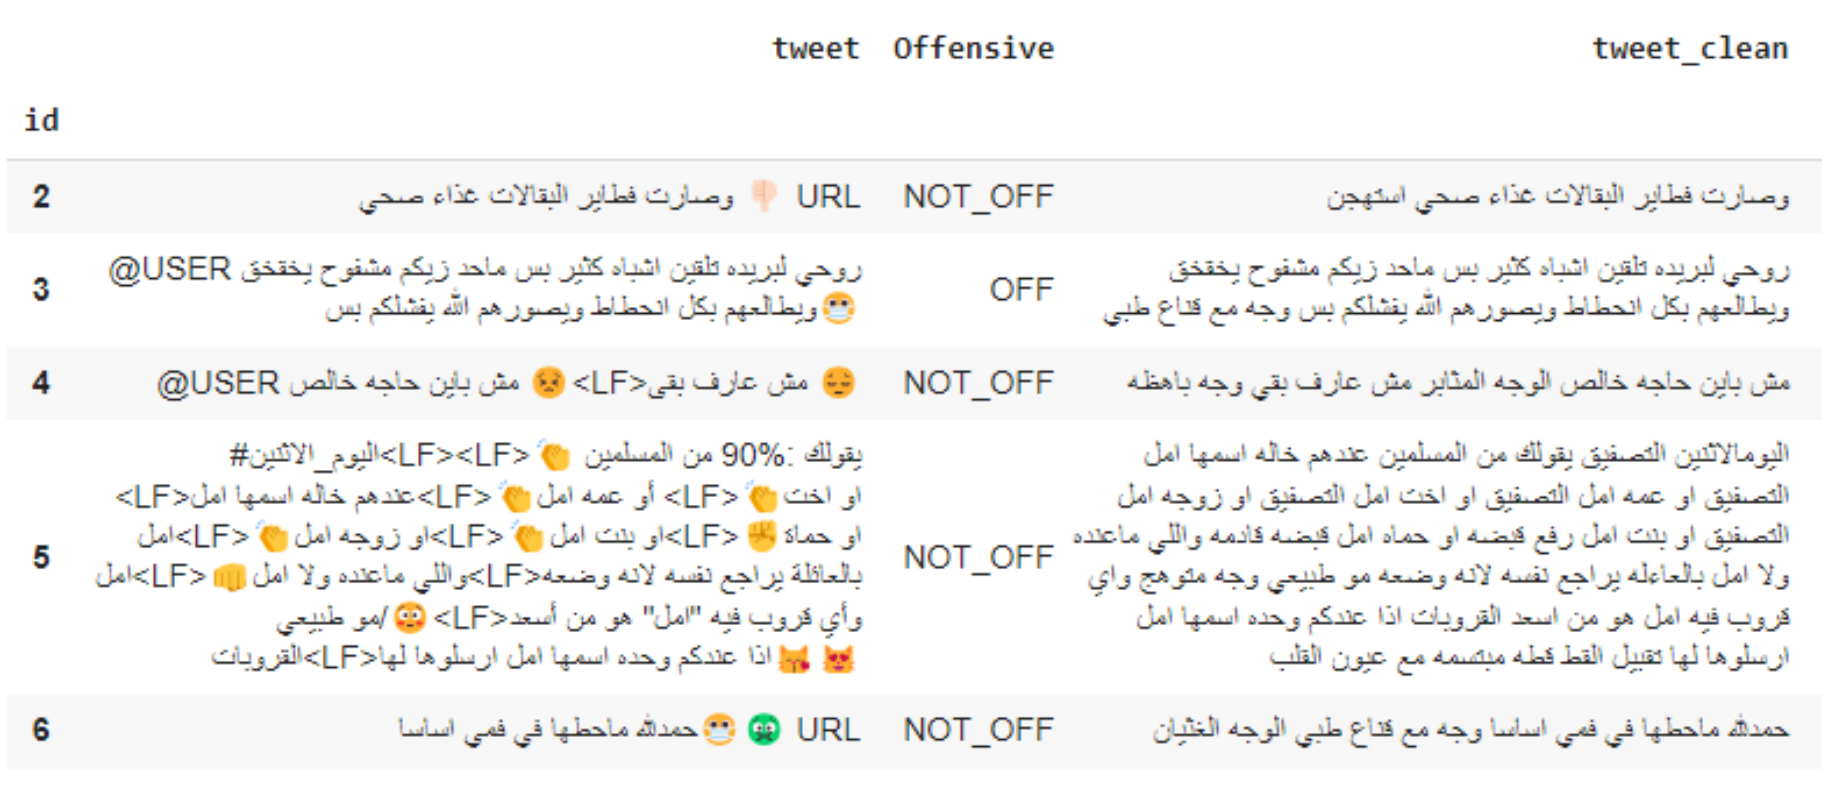 tweet Offensive tweet_clean
id
2 وصارت فطاير البقالات غذاء صحي 👎🏻 URL NOT_OFF وصارت فطاير البقالات غذاء صحي استهجن
3 @USER روحي لبريده تلقين اشباه كثير بس ماحد زيكم مشفوح يخقخق
ويطالعهم بكل انحطاط ويصورهم الله يفشلكم بس😷
OFF
روحي لبريده تلقين اشباه كثير بس ماحد زيكم مشفوح يخقخق
ويطالعهم بكل انحطاط ويصورهم الله يفشلكم بس وجه مع قناع طبي
4 @USER مش باين حاجه خالص 😣 <LF>مش عارف بقى 😔 NOT_OFF مش باين حاجه خالص الوجه المثابر مش عارف بقي وجه باهظه
5
#اليوم_الاثنين<LF><LF> 👏 يقولك :90% من المسلمين
<LF>عندهم خاله اسمها امل<LF> 👏أو عمه امل <LF> 👏او اخت
امل<LF> 👏او زوجه امل<LF> 👏او بنت امل<LF> ✊او حماة
امل<LF> 👊واللي ماعنده ولا امل<LF>بالعائلة يراجع نفسه لانه وضعه
مو طبيعي/ 😳 <LF>وأي قروب فيه "امل" هو من أسعد
القروبات<LF>اذا عندكم وحده اسمها امل ارسلوها لها 😽 😻
NOT_OFF
اليومالاثنين التصفيق يقولك من المسلمين عندهم خاله اسمها امل
التصفيق او عمه امل التصفيق او اخت امل التصفيق او زوجه امل
التصفيق او بنت امل رفع قبضه او حماه امل قبضه قادمه واللي ماعنده
ولا امل بالعاءله يراجع نفسه لانه وضعه مو طبيعي وجه متوهج واي
قروب فيه امل هو من اسعد القروبات اذا عندكم وحده اسمها امل
ارسلوها لها تقبيل القط قطه مبتسمه مع عيون القلب
6 حمدلله ماحطها في فمي اساسا😷 🤢 URL NOT_OFF حمدلله ماحطها في فمي اساسا وجه مع قناع طبي الوجه الغثيان